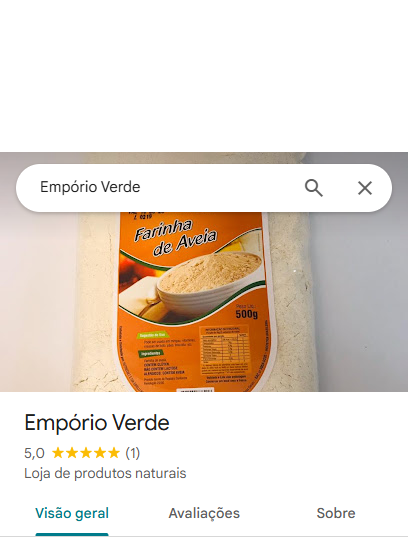 Empório Verde
Farinha
de Aveia
500g
Ingredientes
Empório Verde
5,0 ★★★★★ (1)
Loja de produtos naturais
Visão geral Avaliações Sobre